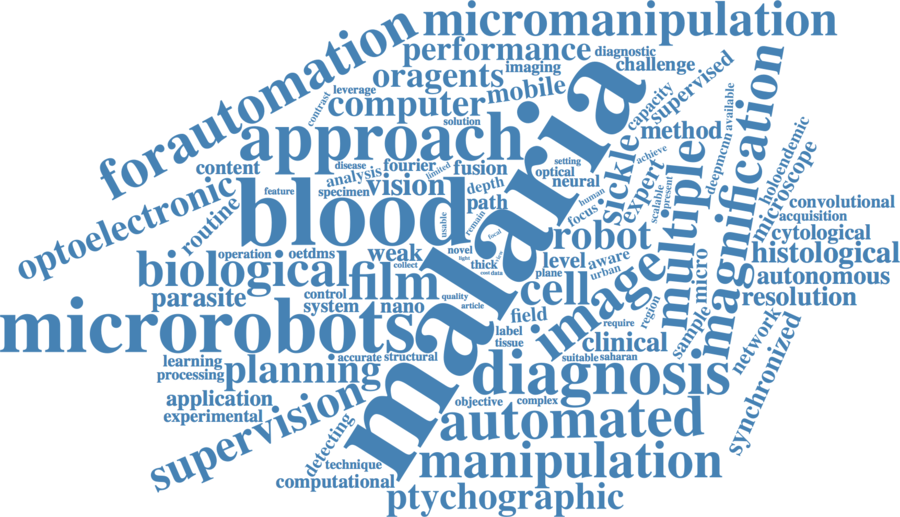 micromanipulation
forautomation
performance
diagnostic
challenge
oragents
imaging
mobile
supervised
contrast
leverage
computer
capacity
available
solution
approach
method
magnification
malaria
content
disease
analysis
fourier
limited
fusion
setting
optical
neural
sickle
expert
achieve
deepmcnn
holoendemic
microscope
optoelectronic
routine
feature
specimen
vision
depth
path
human
focus
scalable
present
multiple
convolutional
acquisition
blood
usable
remain
focal
robot
cytological
histological
operation
oetdms
weak
collect
novel
fight
view
thick
cost
data
level
aware
urban
plane
micro
autonomous
biological
film
cell
image
parasite
control
system
nano
quality
article
field
region
sample
resolution
microrobots
label
tissue
require
clinical
network
synchronized
learning
processing
accurate
structural
suitable
saharan
planning
diagnosis
application
experimental
supervision
objective
complex
automated
detecting
technique
computational
manipulation
ptychographic